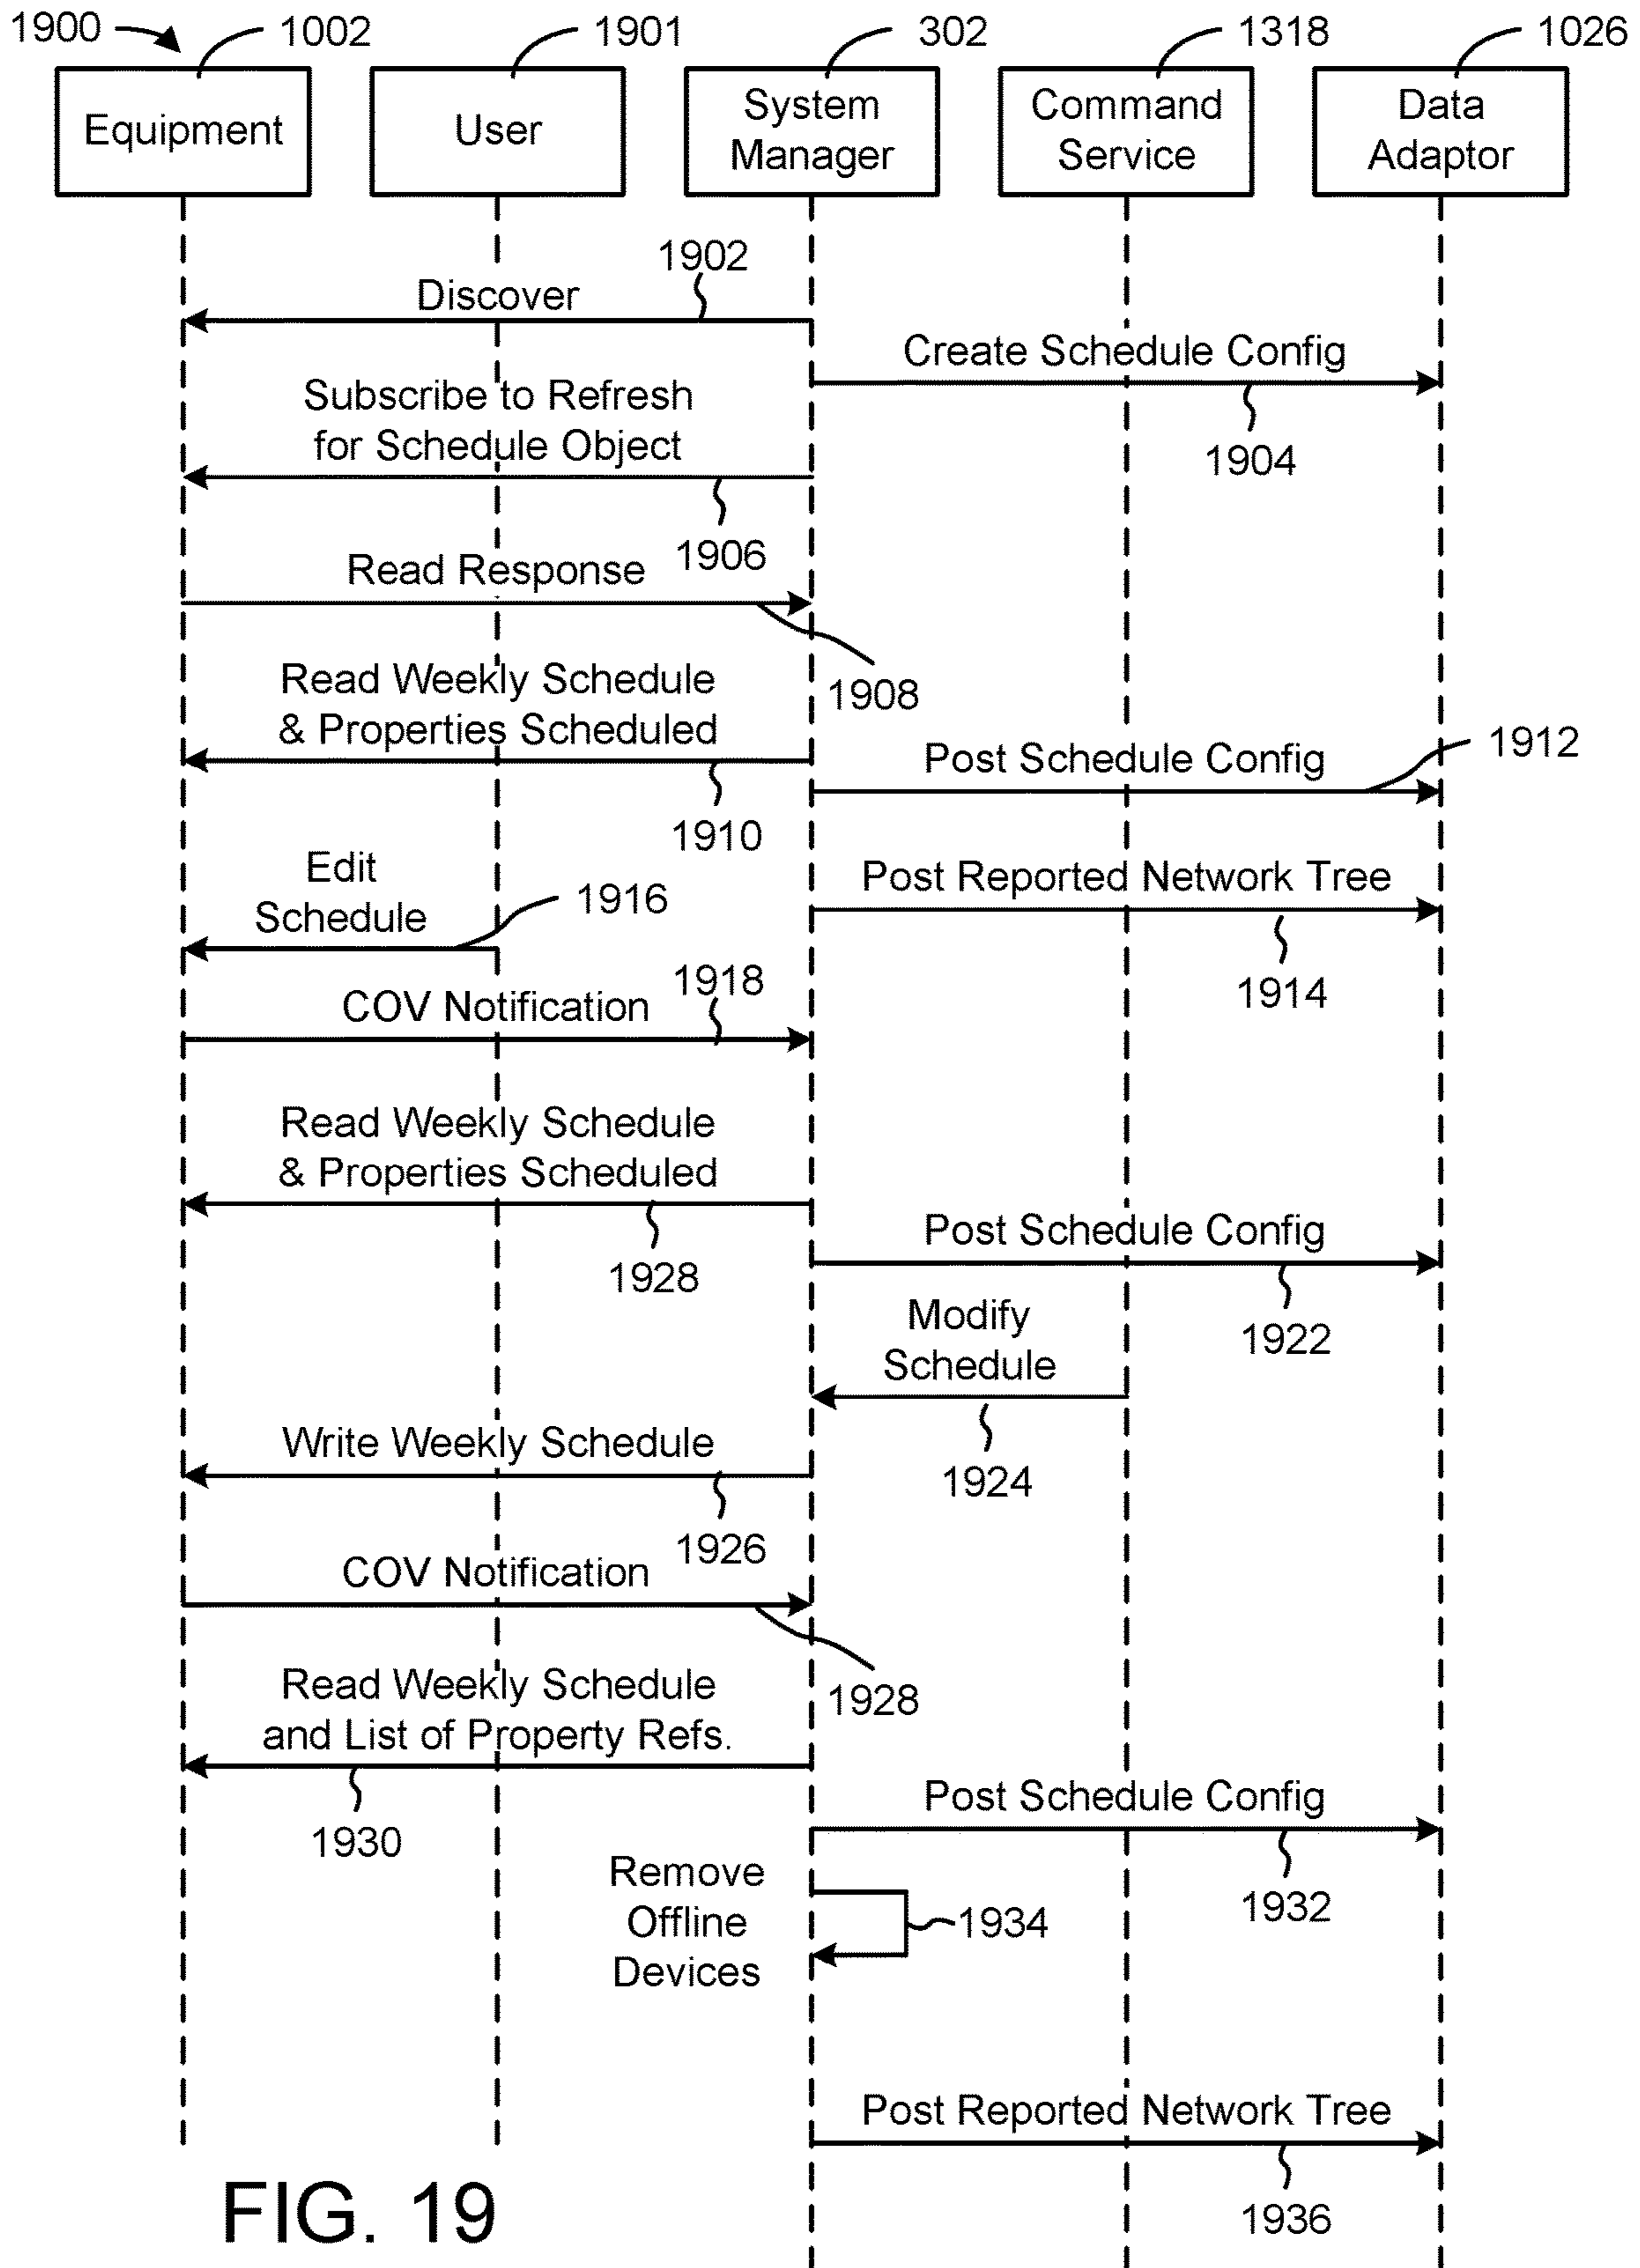 1900
1002
1901
302
1318
1026
Equipment
User
System
Manager
Command
Service
Data
Adaptor
1902
Discover
Create Schedule Config
1904
Subscribe to Refresh
for Schedule Object
1906
Read Response
1908
Read Weekly Schedule
& Properties Scheduled
1910
Post Schedule Config
1912
Post Reported Network Tree
1914
Edit
Schedule
1916
1918
COV Notification
Read Weekly Schedule
& Properties Scheduled
1928
Post Schedule Config
1922
Modify
Schedule
1924
Write Weekly Schedule
1926
COV Notification
1928
Read Weekly Schedule
and List of Property Refs.
1930
Post Schedule Config
1932
Remove
Offline
Devices
1934
Post Reported Network Tree
1936
FIG. 19